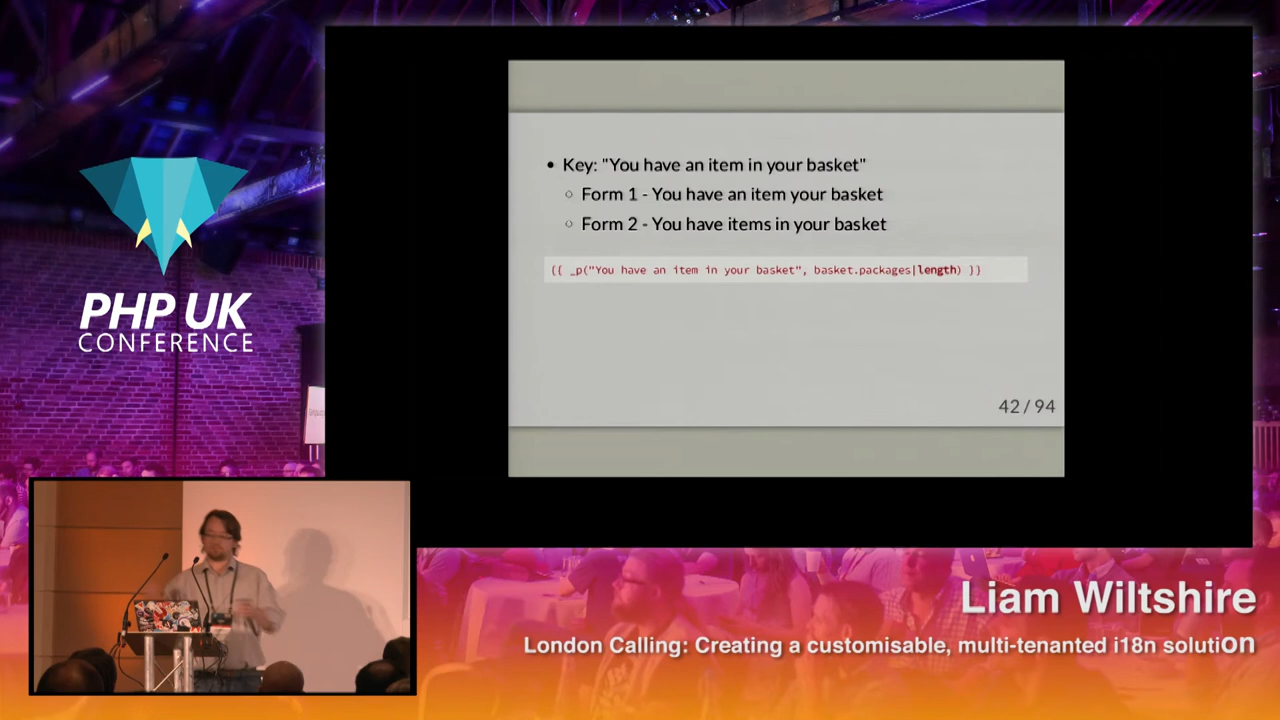 Key: "You have an item in your basket"
Form 1 - You have an item your basket
Form 2 - You have items in your basket
{{ _p("You have an item in your basket", basket.packages|length) }}
42 / 94
PHP UK
CONFERENCE
Liam Wiltshire
London Calling: Creating a customisable, multi-tenanted i18n solution